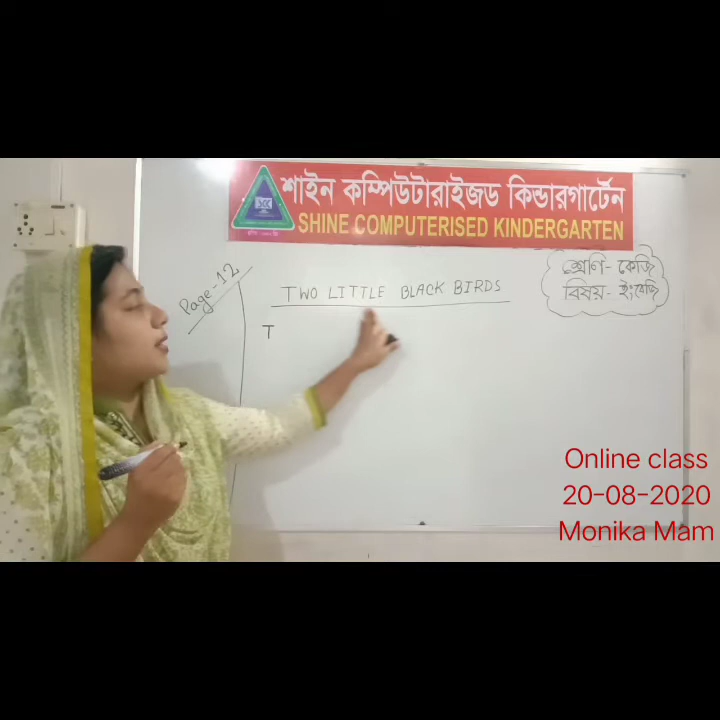 শাইন কম্পিউটারাইজড কিন্ডারগার্টেন
SHINE COMPUTERISED KINDERGARTEN
Page-12
TWO LITTLE BLACK BIRDS
T
শ্রেণি- কেজি
বিষয়- ইংরেজি
Online class
20-08-2020
Monika Mam